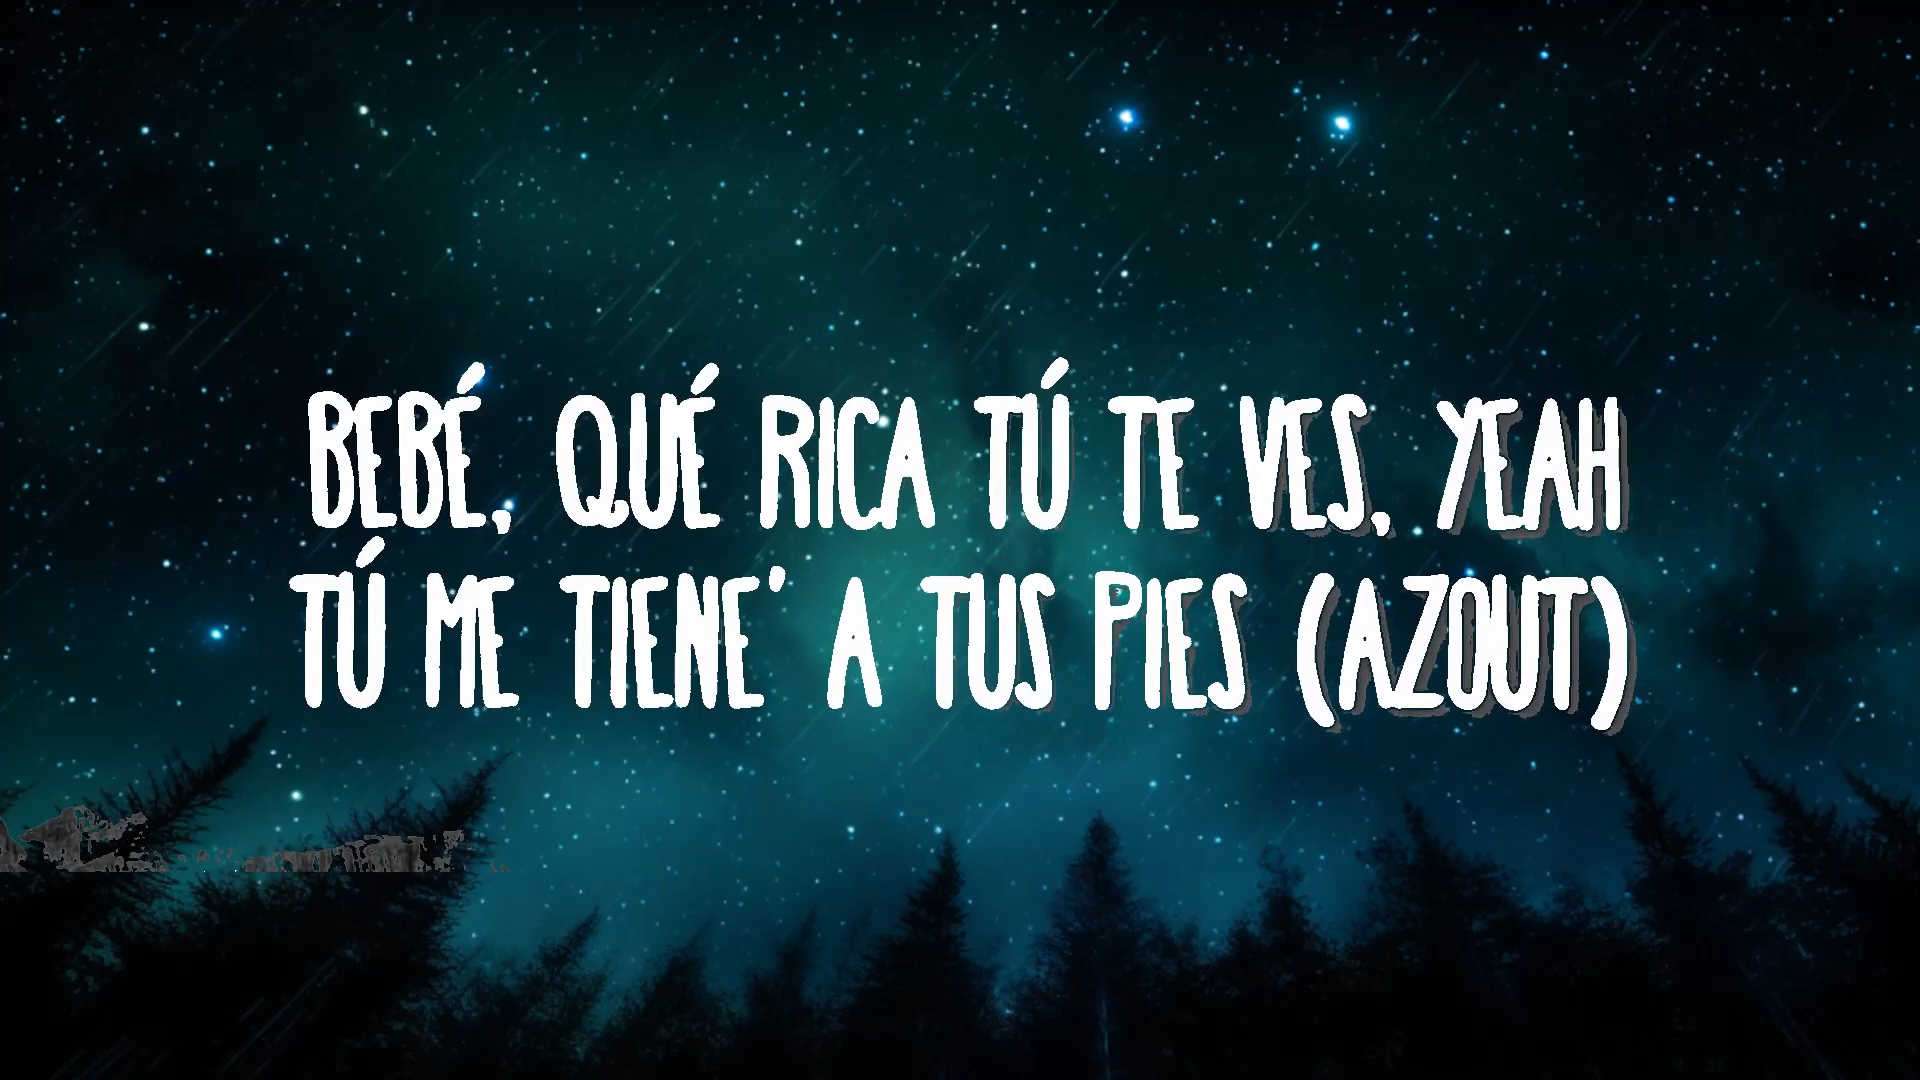 BEBÉ, QUÉ RICA TÚ TE VES, YEAH
TÚ ME TIENE' A TUS PIES (AZOUT)